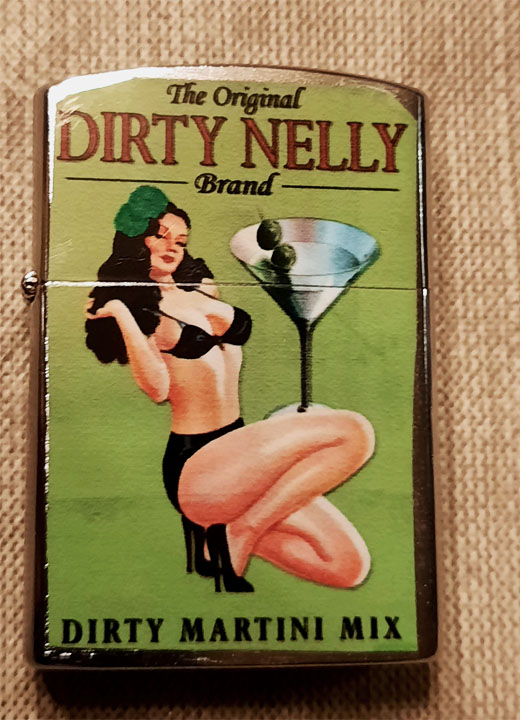 The Original
DIRTY NELLY
Brand
DIRTY MARTINI MIX